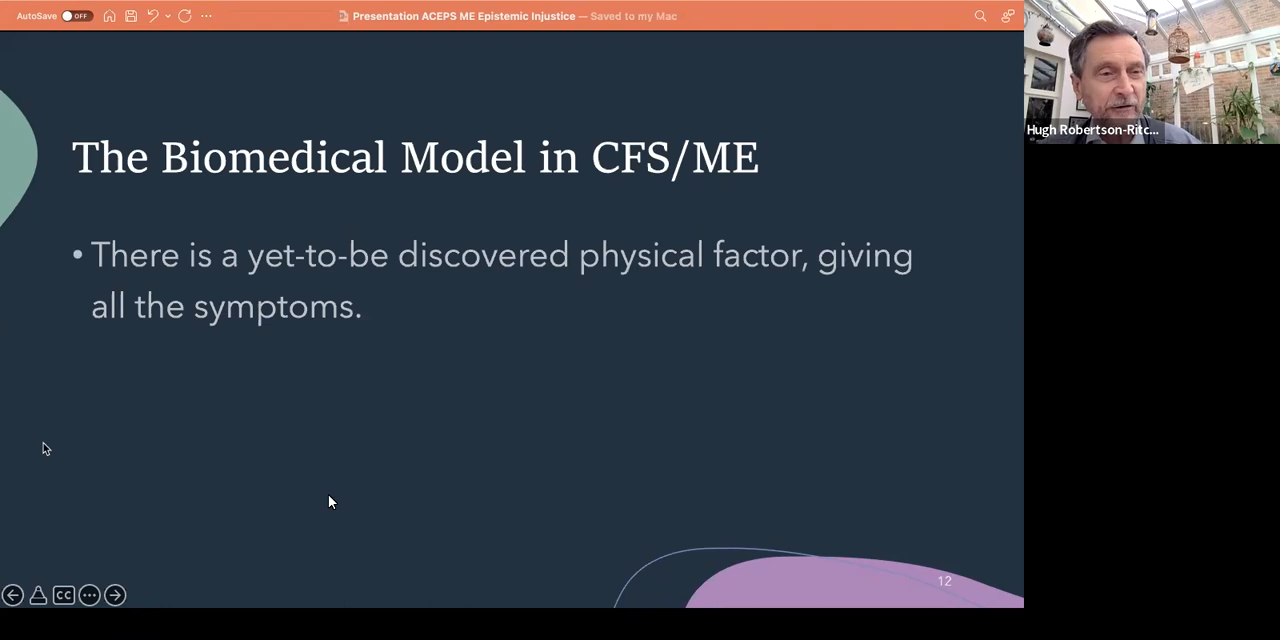 AutoSave OFF
Presentation ACEPS ME Epistemic Injustice — Saved to my Mac
Hugh Robertson-Ritc...
The Biomedical Model in CFS/ME
• There is a yet-to-be discovered physical factor, giving
all the symptoms.
12
CC